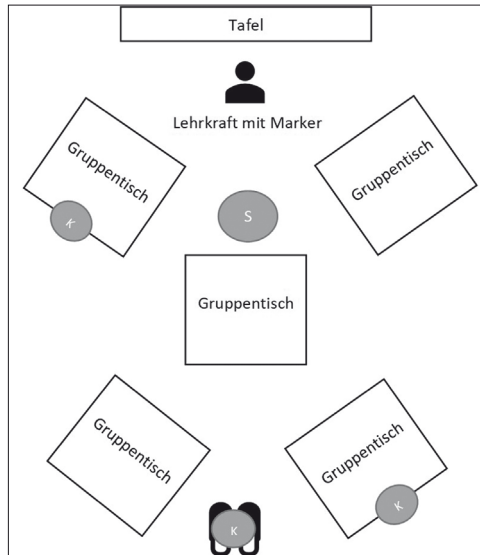 Tafel
Lehrkraft mit Marker
Gruppentisch
Gruppentisch
K
S
Gruppentisch
Gruppentisch
Gruppentisch
K
K